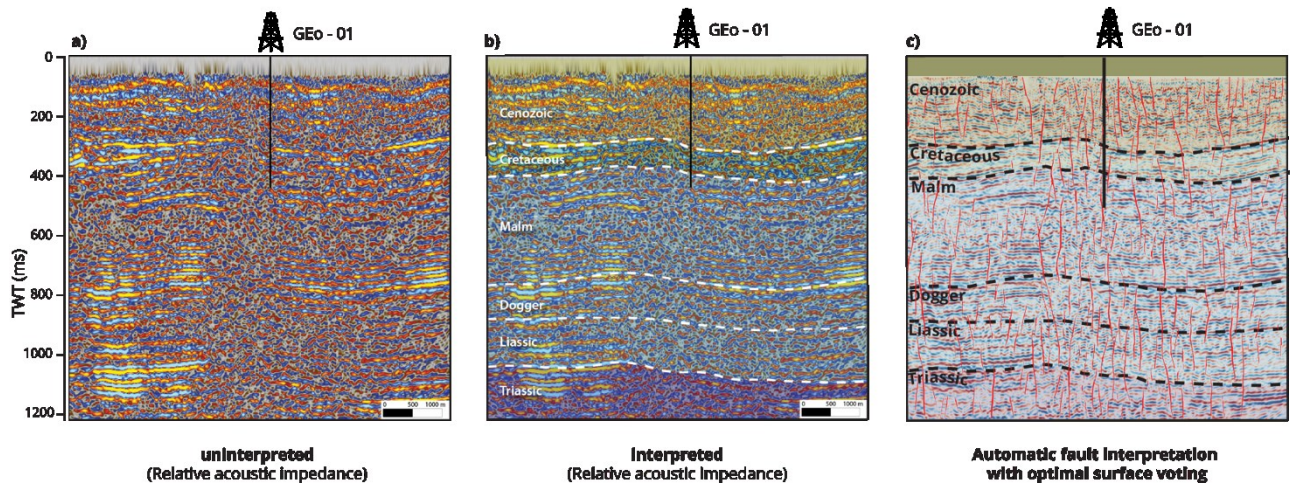 a)
GEo - 01
b)
GEo - 01
c)
GEo - 01
TWT (ms)
0
200
400
600
800
1000
1200
0 500 1000 m
Cenozoic
Cretaceous
Malm
Dogger
Liassic
Triassic
0 500 1000 m
Cenozoic
Cretaceous
Malm
Dogger
Liassic
Triassic
uninterpreted
(Relative acoustic impedance)
Interpreted
(Relative acoustic impedance)
Automatic fault interpretation
with optimal surface voting